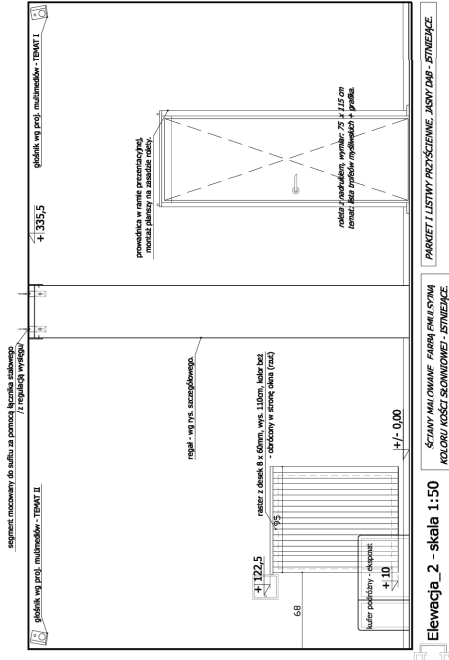 segment mocowany do sufitu za pomocą łącznika stalowego
/z regulacją wysięgu/
głośnik wg proj. multimediów - TEMAT II
głośnik wg proj. multimediów - TEMAT I
+ 335,5
prowadnica w ramie prezentacyjnej,
montaż planszy na zasadzie rolety.
regał - wg rys. szczegółowego.
raster z desek 8 x 60mm, wys. 110cm, kolor beż
- obrócony w stronę okna (rzut)
roleta z nadrukiem, wymiar: 75 x 115 cm
temat: lista trofeów myśliwskich + grafika.
+ 122,5
95
68
kufer podróżny - eksponat
+ 10
+/- 0,00
Elewacja_2 - skala 1:50
ŚCIANY MALOWANE FARBĄ EMULSYJNĄ
KOLORU KOŚCI SŁONNIOWEJ - ISTNIEJĄCE.
PARKIET I LISTWY PRZYŚCIENNE, JASNY DĄB - ISTNIEJĄCE.